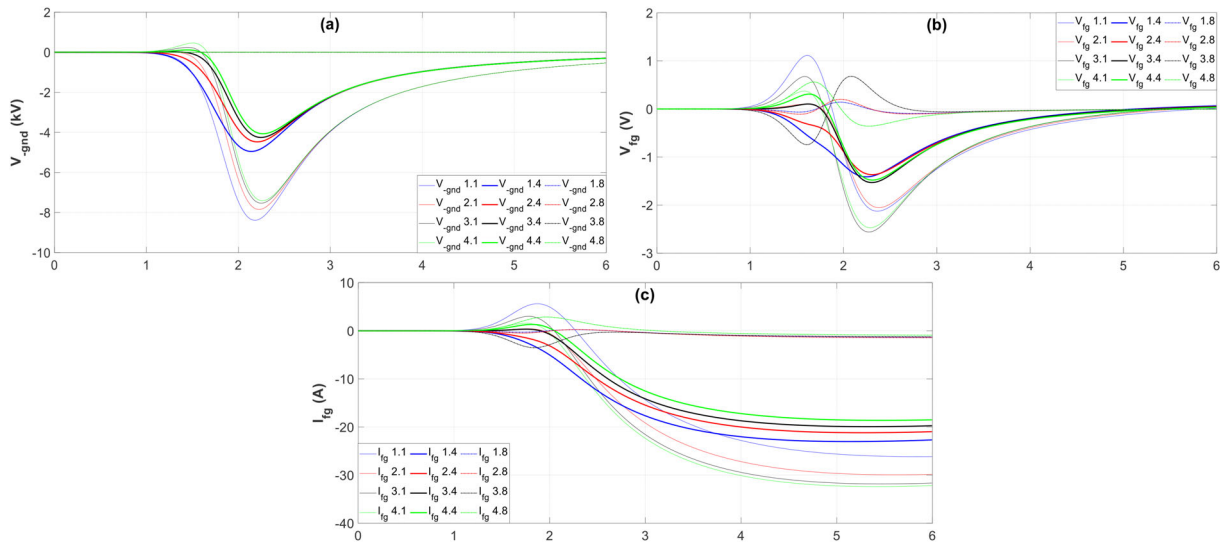 (a)
2
0
-2
-4
-6
-8
-10
V-gnd (kV)
0 1 2 3 4 5 6
V-gnd 1.1 V-gnd 1.4 V-gnd 1.8
V-gnd 2.1 V-gnd 2.4 V-gnd 2.8
V-gnd 3.1 V-gnd 3.4 V-gnd 3.8
V-gnd 4.1 V-gnd 4.4 V-gnd 4.8
(b)
2
1
0
-1
-2
-3
Vfg (V)
0 1 2 3 4 5 6
Vfg 1.1 Vfg 1.4 Vfg 1.8
Vfg 2.1 Vfg 2.4 Vfg 2.8
Vfg 3.1 Vfg 3.4 Vfg 3.8
Vfg 4.1 Vfg 4.4 Vfg 4.8
(c)
10
0
-10
-20
-30
-40
Ifg (A)
0 1 2 3 4 5 6
Ifg 1.1 Ifg 1.4 Ifg 1.8
Ifg 2.1 Ifg 2.4 Ifg 2.8
Ifg 3.1 Ifg 3.4 Ifg 3.8
Ifg 4.1 Ifg 4.4 Ifg 4.8